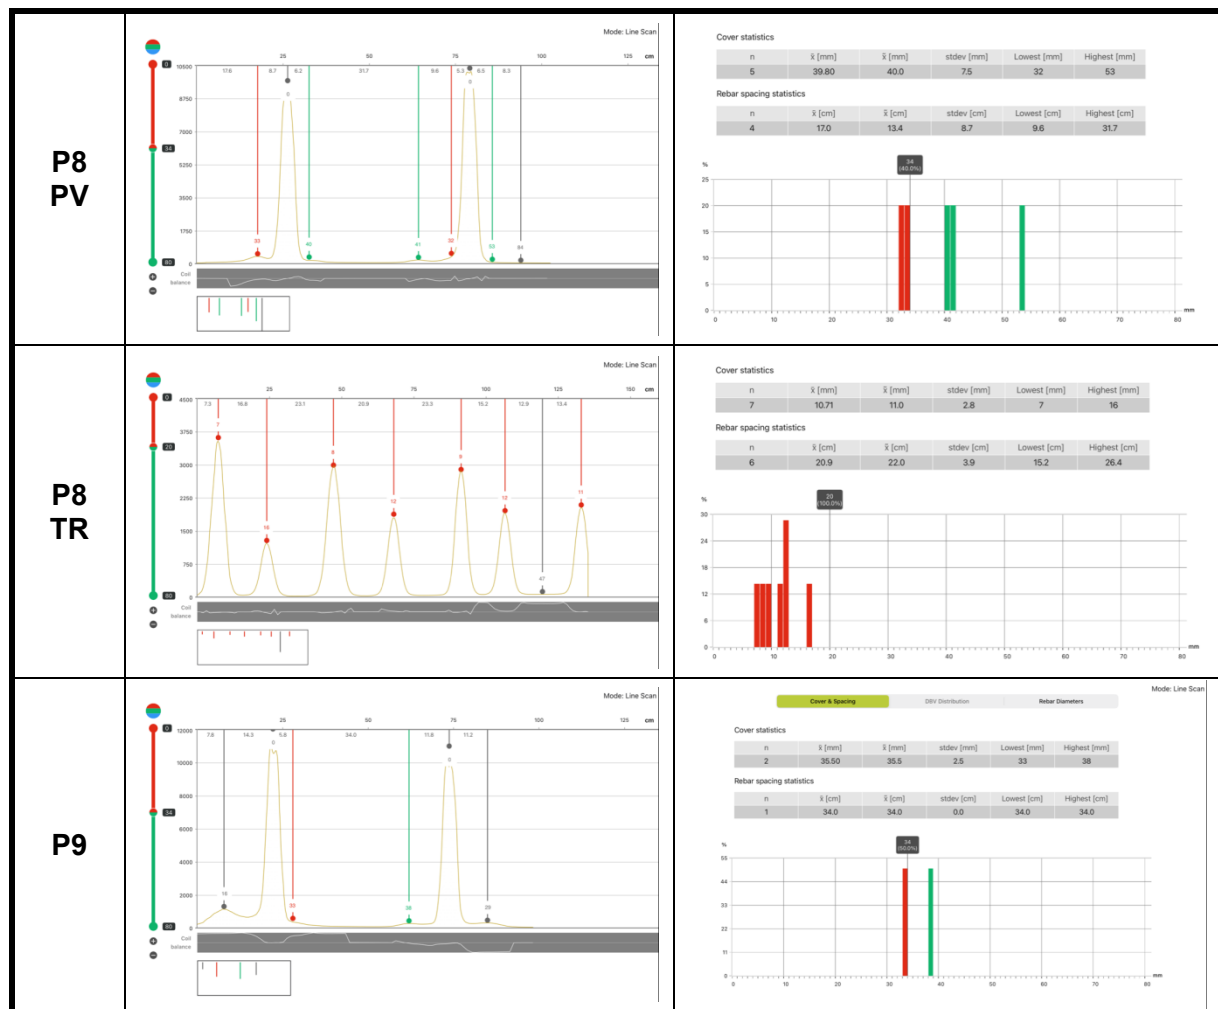 P8
PV
Mode: Line Scan
25 50 75 100 125 cm
17.6 8.7 6.2 31.7 9.6 5.3 6.5 8.3
10500
8750
7000
5250
3500
1750
0
0
34
80
0 0
33 40 41 32 53 84
Coil
balance
Cover statistics
n x̄ [mm] x̃ [mm] stdev [mm] Lowest [mm] Highest [mm]
5 39.80 40.0 7.5 32 53
Rebar spacing statistics
n x̄ [cm] x̃ [cm] stdev [cm] Lowest [cm] Highest [cm]
4 17.0 13.4 8.7 9.6 31.7
34
(40.0%)
%
25
20
15
10
5
0
0 10 20 30 40 50 60 70 80 mm
P8
TR
Mode: Line Scan
25 50 75 100 125 150 cm
7.3 16.8 23.1 20.9 23.3 15.2 12.9 13.4
4500
3750
3000
2250
1500
750
0
0
20
80
7 16 8 12 9 12 47 11
Coil
balance
Cover statistics
n x̄ [mm] x̃ [mm] stdev [mm] Lowest [mm] Highest [mm]
7 10.71 11.0 2.8 7 16
Rebar spacing statistics
n x̄ [cm] x̃ [cm] stdev [cm] Lowest [cm] Highest [cm]
6 20.9 22.0 3.9 15.2 26.4
20
(100.0%)
%
30
24
18
12
6
0
0 10 20 30 40 50 60 70 80 mm
P9
Mode: Line Scan
25 50 75 100 125 cm
7.8 14.3 5.8 34.0 11.8 11.2
12000
10000
8000
6000
4000
2000
0
0
34
80
0 0
19 33 38 28
Coil
balance
Mode: Line Scan
Cover & Spacing DBV Distribution Rebar Diameters
Cover statistics
n x̄ [mm] x̃ [mm] stdev [mm] Lowest [mm] Highest [mm]
2 35.50 35.5 2.5 33 38
Rebar spacing statistics
n x̄ [cm] x̃ [cm] stdev [cm] Lowest [cm] Highest [cm]
1 34.0 34.0 0.0 34.0 34.0
34
(50.0%)
%
55
44
33
22
11
0
0 10 20 30 40 50 60 70 80 mm